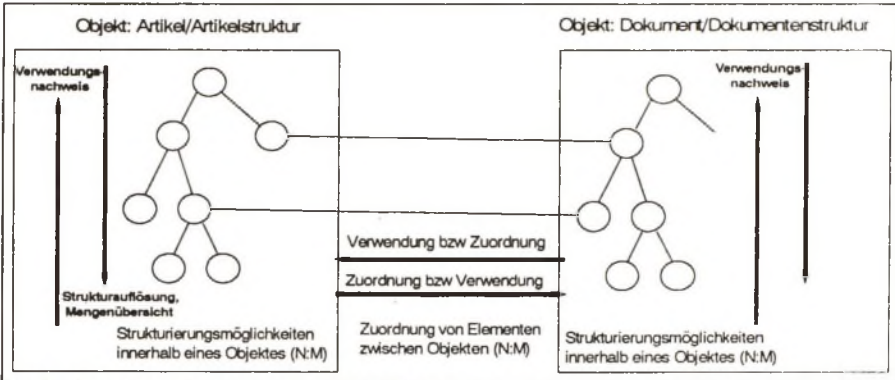 Objekt: Artikel/Artikelstruktur
Objekt: Dokument/Dokumentenstruktur
Verwendungs-
nachweis
Verwendungs-
nachweis
Verwendung bzw Zuordnung
Zuordnung bzw Verwendung
Strukturauflösung,
Mengenübersicht
Strukturierungsmöglichkeiten
innerhalb eines Objektes (N:M)
Zuordnung von Elementen
zwischen Objekten (N:M)
Strukturierungsmöglichkeiten
innerhalb eines Objektes (N:M)